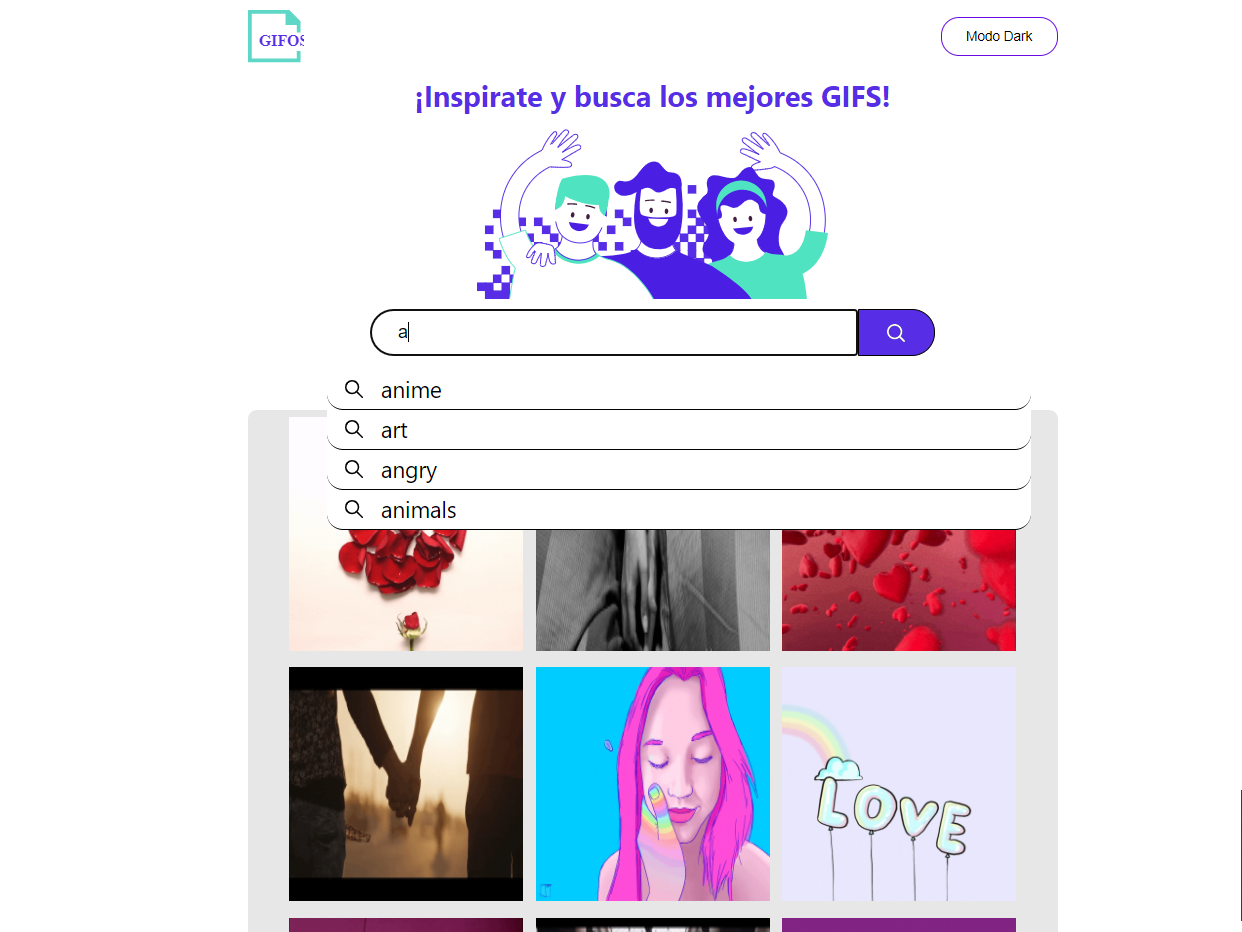 GIFOS
Modo Dark
¡Inspirate y busca los mejores GIFS!
a
anime
art
angry
animals
LOVE